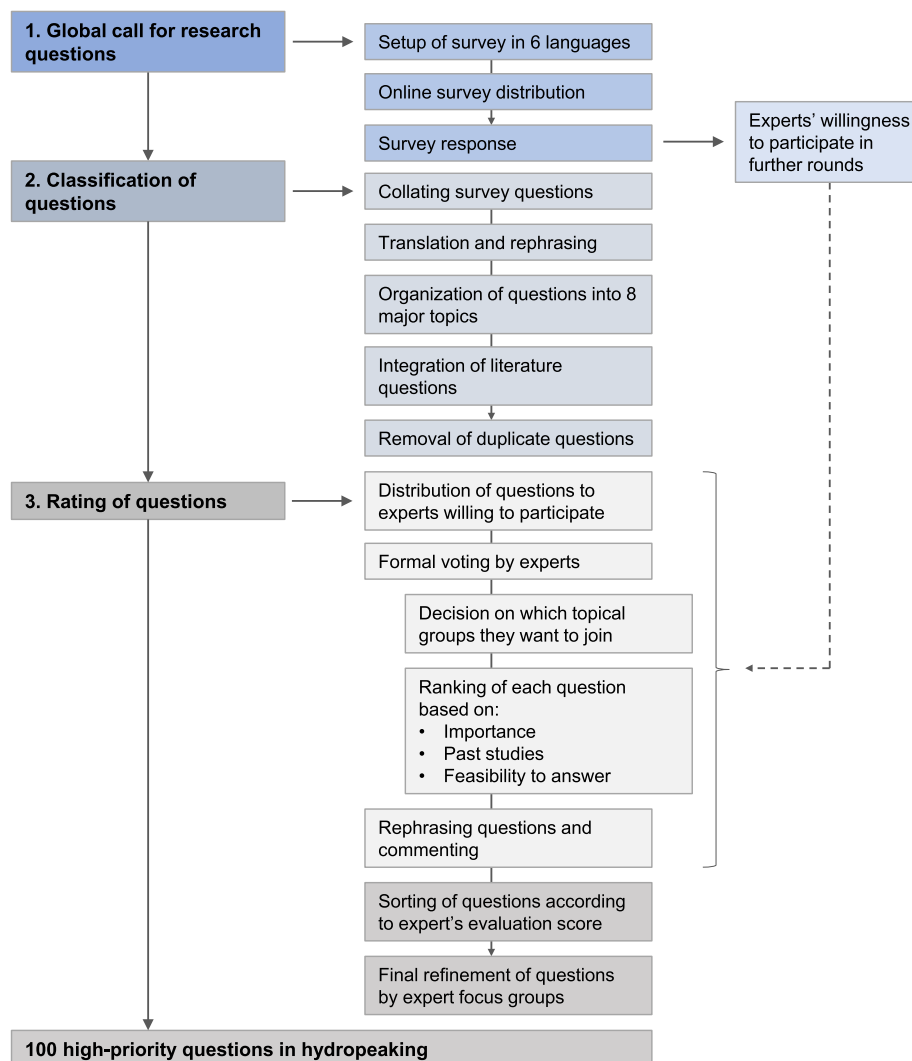 1. Global call for research
questions
Setup of survey in 6 languages
Online survey distribution
Survey response
Experts’ willingness
to participate in
further rounds
2. Classification of
questions
Collating survey questions
Translation and rephrasing
Organization of questions into 8
major topics
Integration of literature
questions
Removal of duplicate questions
3. Rating of questions
Distribution of questions to
experts willing to participate
Formal voting by experts
Decision on which topical
groups they want to join
Ranking of each question
based on:
• Importance
• Past studies
• Feasibility to answer
Rephrasing questions and
commenting
Sorting of questions according
to expert’s evaluation score
Final refinement of questions
by expert focus groups
100 high-priority questions in hydropeaking